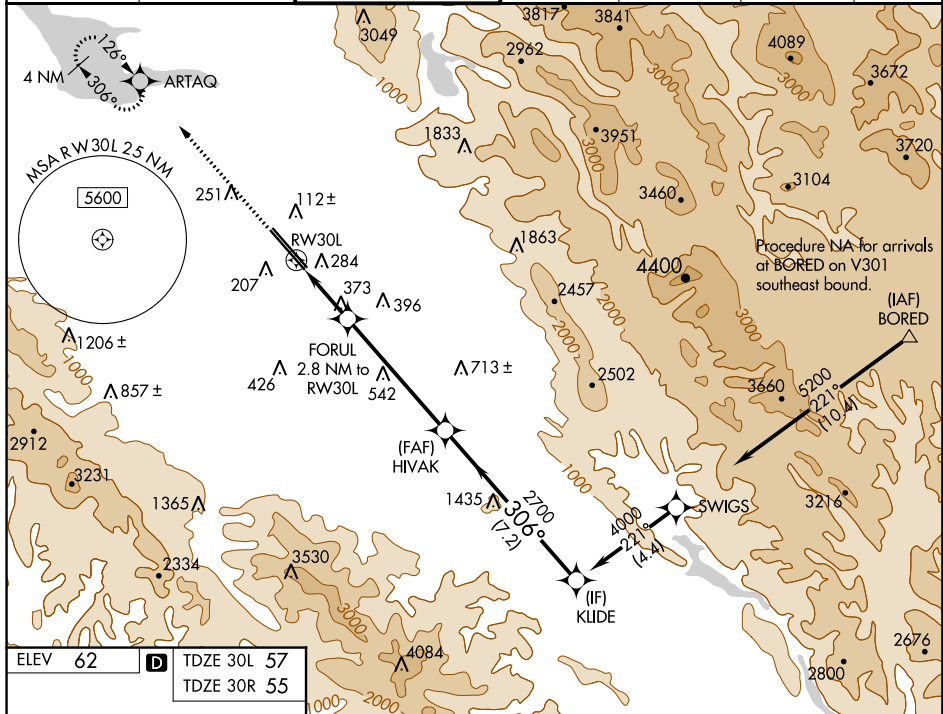 3817
3841
3049
2962
4089
126°
4 NM
306°
ARTAQ
3672
1000
3000
3000
1833
3951
3000
3720
MSA RW30L 25 NM
5600
251
112 ±
3460
3104
RW30L
284
1863
Procedure NA for arrivals
at BORED on V301
southeast bound.
207
4400
373
396
2457
(IAF)
BORED
1206 ±
1000
FORUL
2.8 NM to
RW30L
426
542
713 ±
2000
2502
3000
857 ±
3660
5200
221°
(10.4)
2912
(FAF)
HIVAK
3231
1000
1365
1435
2700
306°
(7.2)
4000
221°
(4.4)
SWIGS
3216
2334
3530
(IF)
KLIDE
3000
4084
ELEV 62
D
TDZE 30L 57
TDZE 30R 55
2676
2800
1000
2000
1000